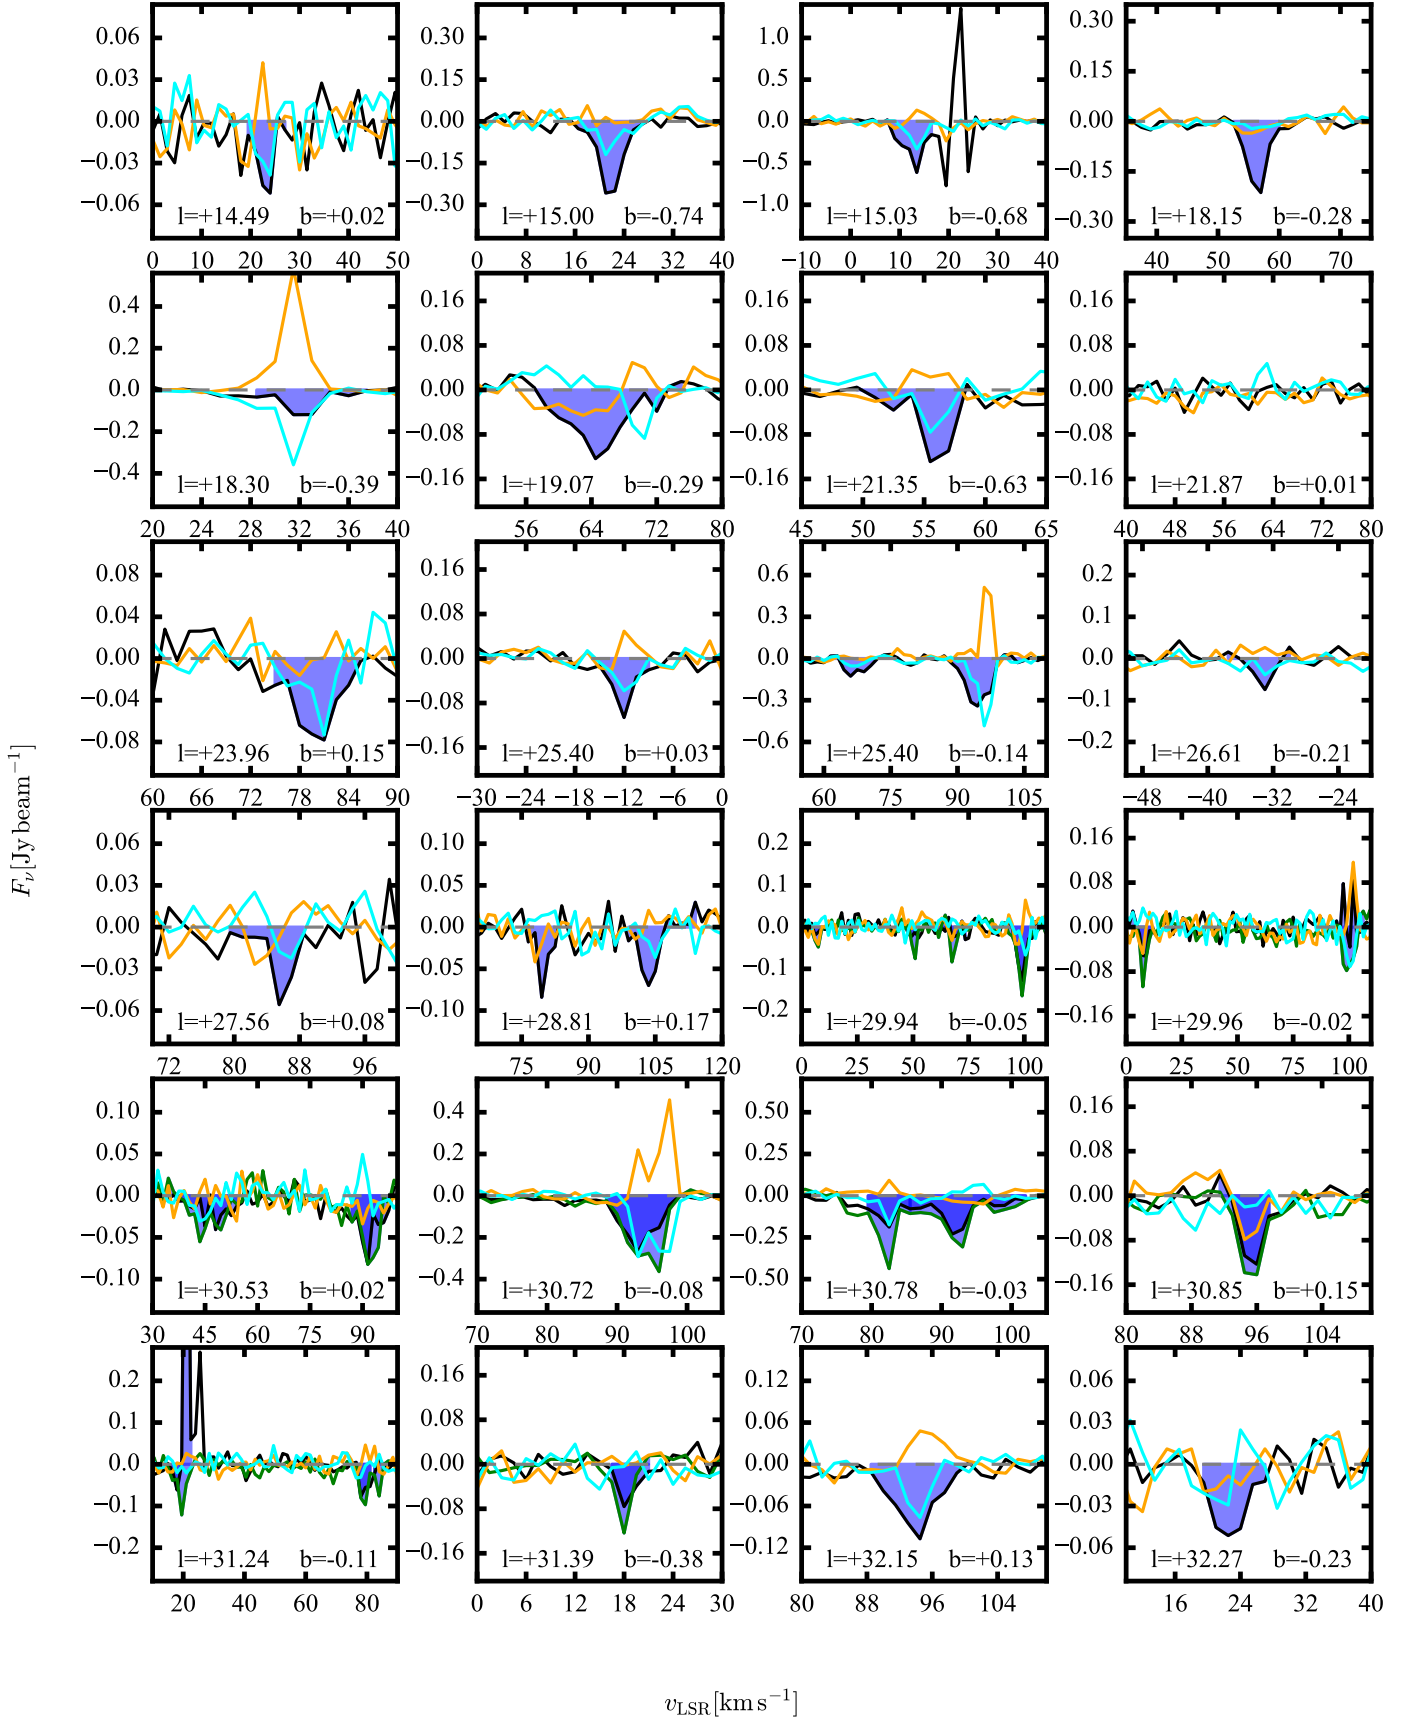 0.06 0.03 0.00 −0.03 −0.06 l=+14.49 b=+0.02
0 10 20 30 40 50
0.30 0.15 0.00 −0.15 −0.30 l=+15.00 b=−0.74
0 8 16 24 32 40
1.0 0.5 0.0 −0.5 −1.0 l=+15.03 b=−0.68
−10 0 10 20 30 40
0.30 0.15 0.00 −0.15 −0.30 l=+18.15 b=−0.28
40 50 60 70
0.4 0.2 0.0 −0.2 −0.4 l=+18.30 b=−0.39
20 24 28 32 36 40
0.16 0.08 0.00 −0.08 −0.16 l=+19.07 b=−0.29
56 64 72 80
0.16 0.08 0.00 −0.08 −0.16 l=+21.35 b=−0.63
45 50 55 60 65
0.16 0.08 0.00 −0.08 −0.16 l=+21.87 b=+0.01
40 48 56 64 72 80
0.08 0.04 0.00 −0.04 −0.08 l=+23.96 b=+0.15
60 66 72 78 84 90
0.16 0.08 0.00 −0.08 −0.16 l=+25.40 b=+0.03
−30 −24 −18 −12 −6 0
0.6 0.3 0.0 −0.3 −0.6 l=+25.40 b=−0.14
60 75 90 105
0.2 0.1 0.0 −0.1 −0.2 l=+26.61 b=−0.21
−48 −40 −32 −24
0.06 0.03 0.00 −0.03 −0.06 l=+27.56 b=+0.08
72 80 88 96
0.10 0.05 0.00 −0.05 −0.10 l=+28.81 b=+0.17
75 90 105 120
0.2 0.1 0.0 −0.1 −0.2 l=+29.94 b=−0.05
0 25 50 75 100
0.16 0.08 0.00 −0.08 −0.16 l=+29.96 b=−0.02
0 25 50 75 100
0.10 0.05 0.00 −0.05 −0.10 l=+30.53 b=+0.02
30 45 60 75 90
0.4 0.2 0.0 −0.2 −0.4 l=+30.72 b=−0.08
70 80 90 100
0.50 0.25 0.00 −0.25 −0.50 l=+30.78 b=−0.03
70 80 90 100
0.16 0.08 0.00 −0.08 −0.16 l=+30.85 b=+0.15
80 88 96 104
0.2 0.1 0.0 −0.1 −0.2 l=+31.24 b=−0.11
20 40 60 80
0.16 0.08 0.00 −0.08 −0.16 l=+31.39 b=−0.38
0 6 12 18 24 30
0.12 0.06 0.00 −0.06 −0.12 l=+32.15 b=+0.13
80 88 96 104
0.06 0.03 0.00 −0.03 −0.06 l=+32.27 b=−0.23
16 24 32 40
Fν[Jy beam−1]
vLSR[km s−1]